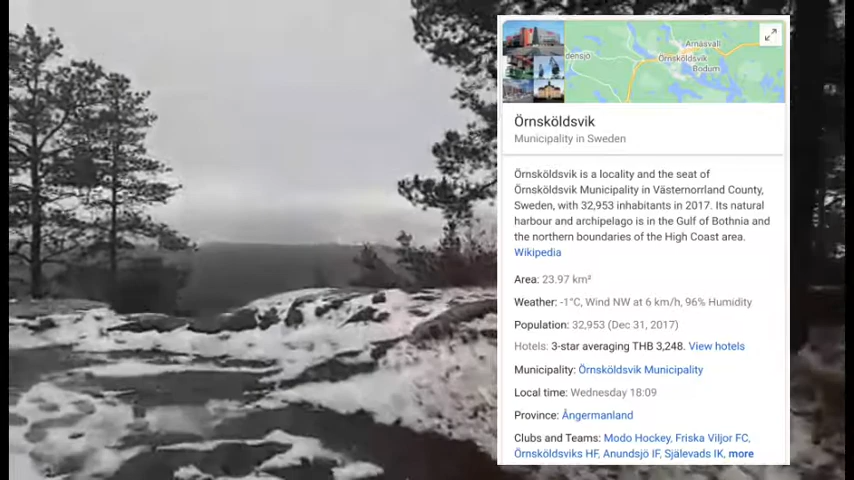 Arnäsvall
densjö
Örnsköldsvik
Bodum
Örnsköldsvik
Municipality in Sweden
Örnsköldsvik is a locality and the seat of
Örnsköldsvik Municipality in Västernorrland County,
Sweden, with 32,953 inhabitants in 2017. Its natural
harbour and archipelago is in the Gulf of Bothnia and
the northern boundaries of the High Coast area.
Wikipedia
Area: 23.97 km²
Weather: -1°C, Wind NW at 6 km/h, 96% Humidity
Population: 32,953 (Dec 31, 2017)
Hotels: 3-star averaging THB 3,248. View hotels
Municipality: Örnsköldsvik Municipality
Local time: Wednesday 18:09
Province: Ångermanland
Clubs and Teams: Modo Hockey, Friska Viljor FC,
Örnsköldsviks HF, Anundsjö IF, Själevads IK, more